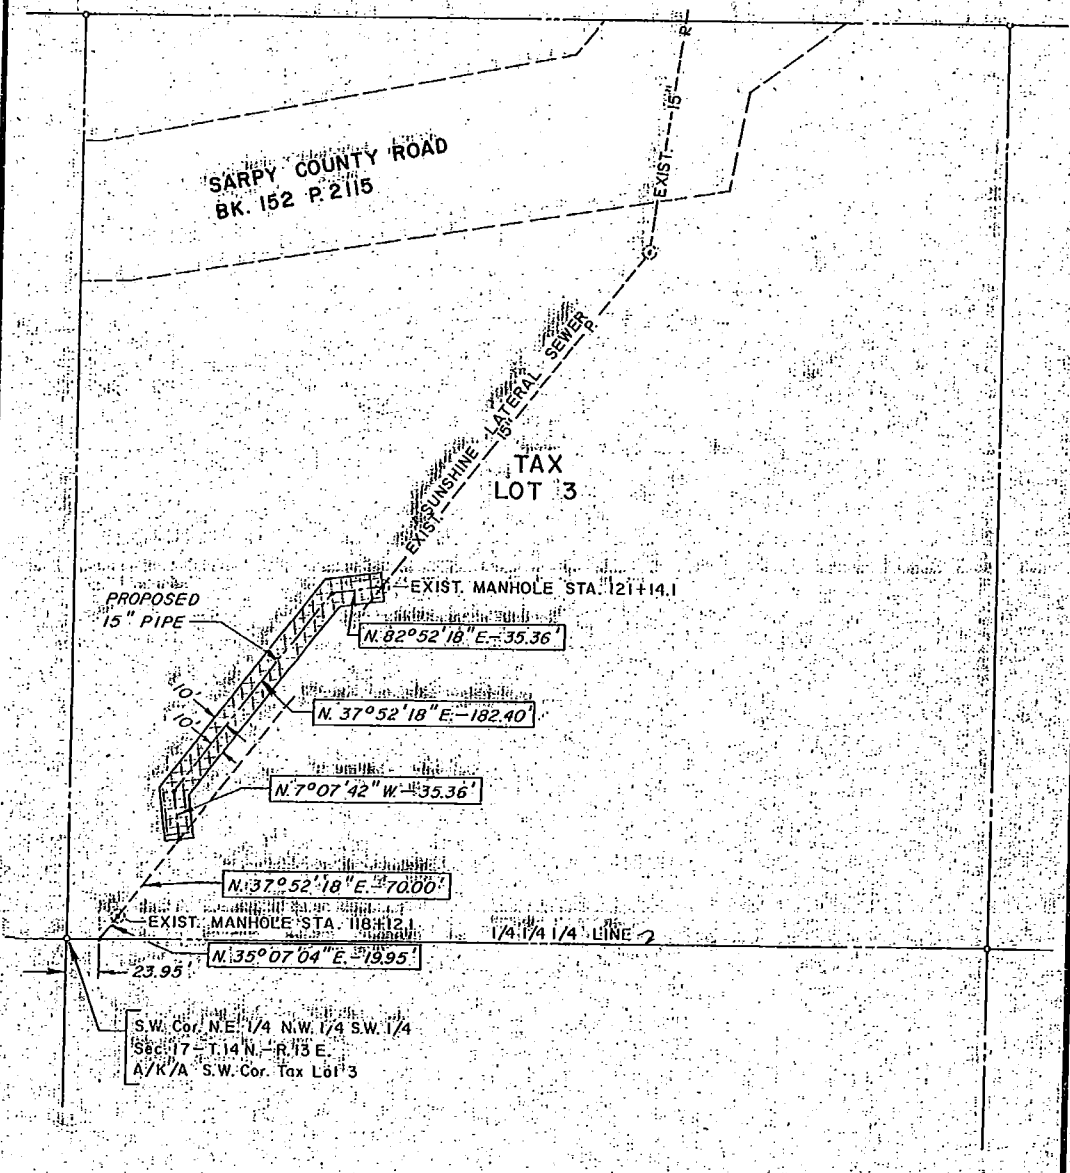 P.
EXIST. 15"
SARPY COUNTY ROAD
BK. 152 P. 2115
SUNSHINE LATERAL SEWER
EXIST. 15" P.
TAX
LOT 3
EXIST. MANHOLE STA. 121+14.1
PROPOSED
15" PIPE
N. 82°52'18" E.-35.36'
10'
10'
N. 37°52'18" E.-182.40'
N. 7°07'42" W.-35.36'
N. 37°52'18" E.-70.00'
EXIST. MANHOLE STA. 118+12.1
1/4 1/4 1/4 LINE
N. 35°07'04" E.-19.95'
23.95'
S.W. Cor. N.E. 1/4 N.W. 1/4 S.W. 1/4
Sec. 17-T.14 N.-R.13 E.
A/K/A S.W. Cor. Tax Lot 3